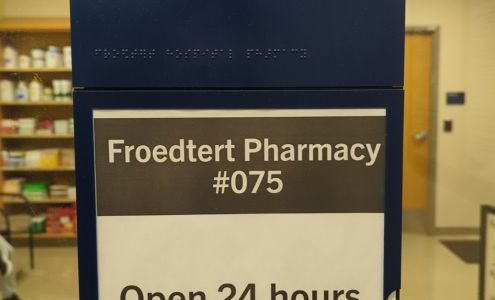 Froedtert Pharmacy
#075
Open 24 hours